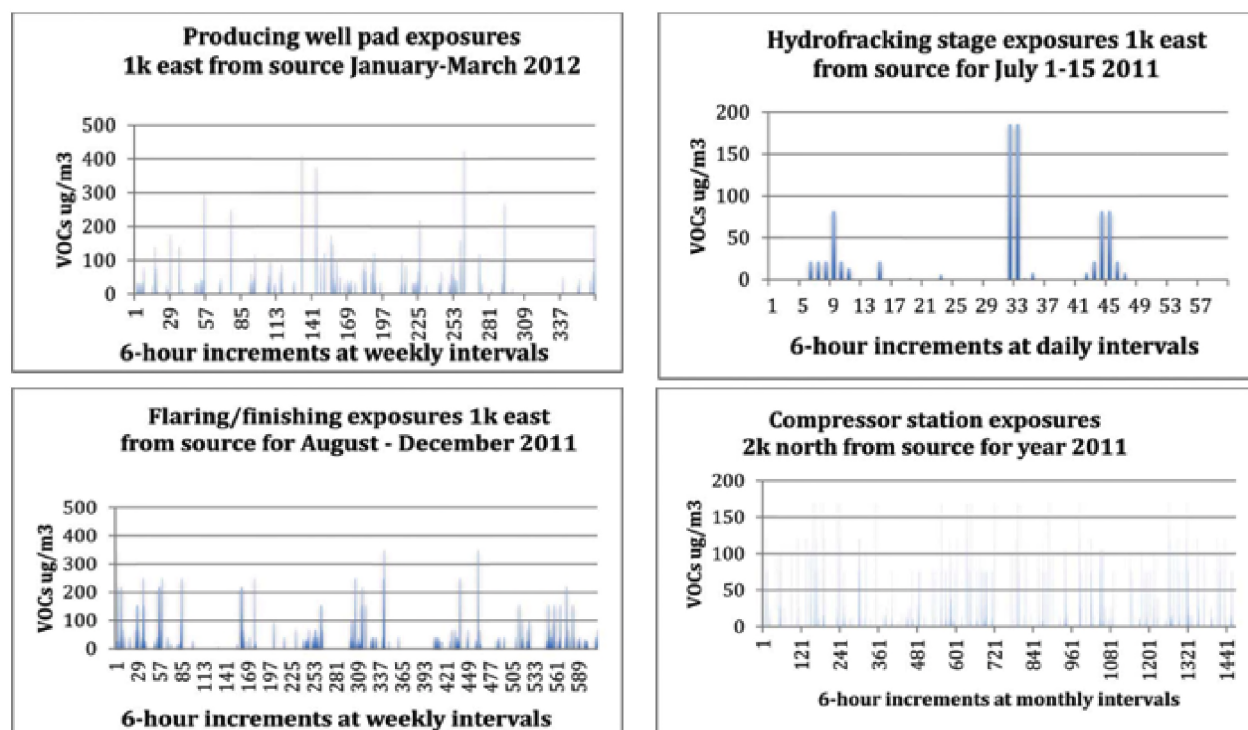 Producing well pad exposures
1k east from source January-March 2012
500
400
300
200
100
0
VOCs ug/m3
1 29 57 85 113 141 169 197 225 253 281 309 337
6-hour increments at weekly intervals
Hydrofracking stage exposures 1k east
from source for July 1-15 2011
200
150
100
50
0
VOCs ug/m3
1 5 9 13 17 21 25 29 33 37 41 45 49 53 57
6-hour increments at daily intervals
Flaring/finishing exposures 1k east
from source for August - December 2011
500
400
300
200
100
0
VOCs ug/m3
1 29 57 85 113 141 169 197 225 253 281 309 337 365 393 421 449 477 505 533 561 589
6-hour increments at weekly intervals
Compressor station exposures
2k north from source for year 2011
200
150
100
50
0
VOCs ug/m3
1 121 241 361 481 601 721 841 961 1081 1201 1321 1441
6-hour increments at monthly intervals